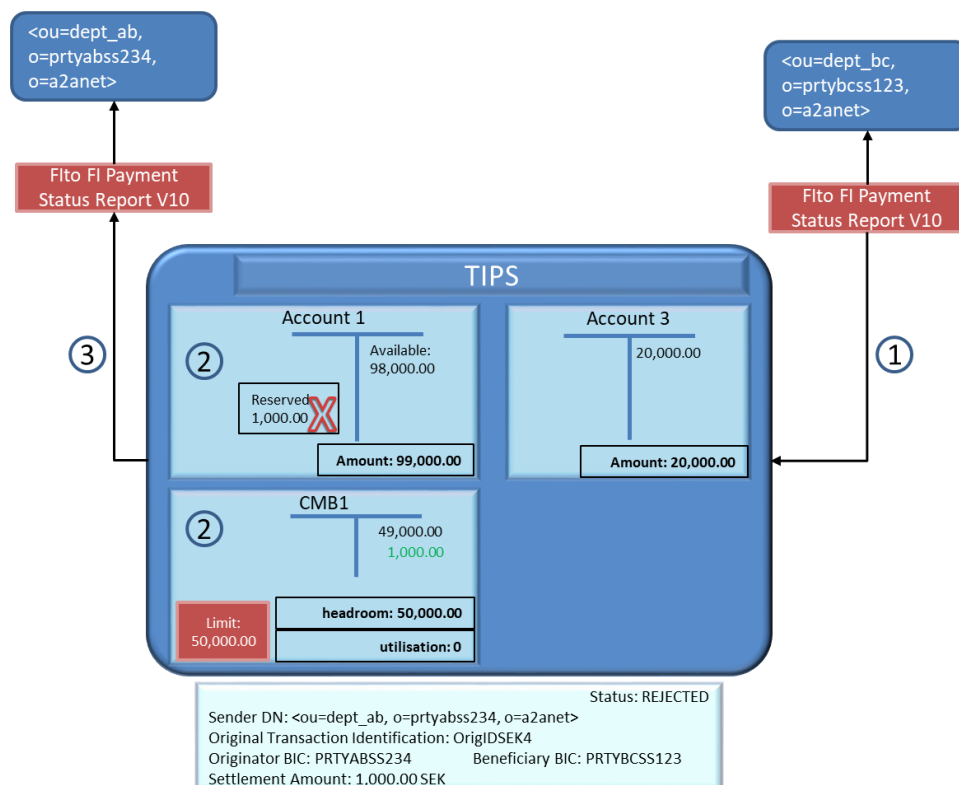 <ou=dept_ab,
o=prtyabss234,
o=a2anet>
<ou=dept_bc,
o=prtybcss123,
o=a2anet>
FIto FI Payment
Status Report V10
FIto FI Payment
Status Report V10
TIPS
3
1
Account 1
2
Available:
98,000.00
Reserved
1,000.00
X
Amount: 99,000.00
Account 3
20,000.00
Amount: 20,000.00
CMB1
2
49,000.00
1,000.00
Limit:
50,000.00
headroom: 50,000.00
utilisation: 0
Status: REJECTED
Sender DN: <ou=dept_ab, o=prtyabss234, o=a2anet>
Original Transaction Identification: OrigIDSEK4
Originator BIC: PRTYABSS234 Beneficiary BIC: PRTYBCSS123
Settlement Amount: 1,000.00 SEK